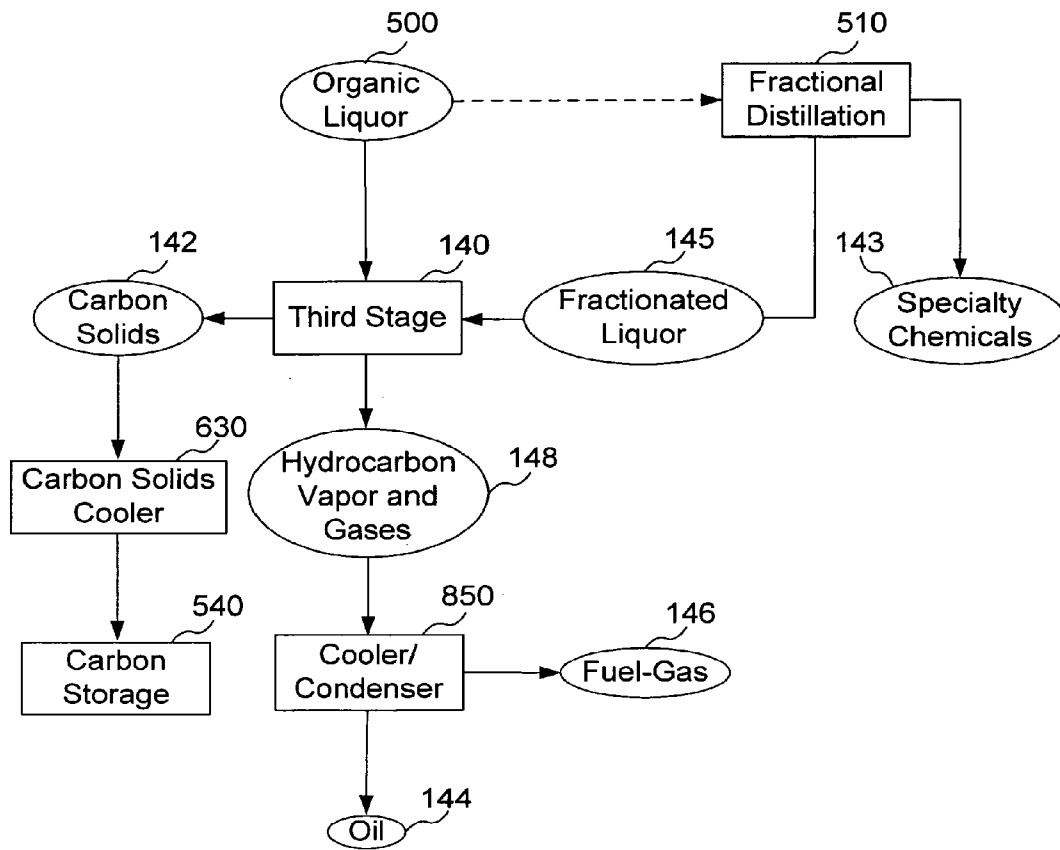 500
Organic
Liquor
510
Fractional
Distillation
142
Carbon
Solids
140
Third Stage
145
Fractionated
Liquor
143
Specialty
Chemicals
630
Carbon Solids
Cooler
Hydrocarbon
Vapor and
Gases
148
540
Carbon
Storage
850
Cooler/
Condenser
146
Fuel-Gas
144
Oil